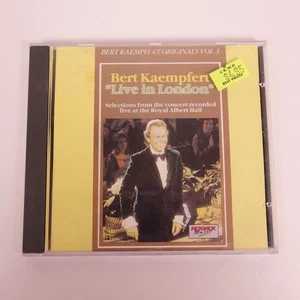 BERT KAEMPFERT ORIGINALS VOL. 1
Bert Kaempfert
"Live in London"
Selections from the concert recorded
live at the Royal Albert Hall
PICKWICK